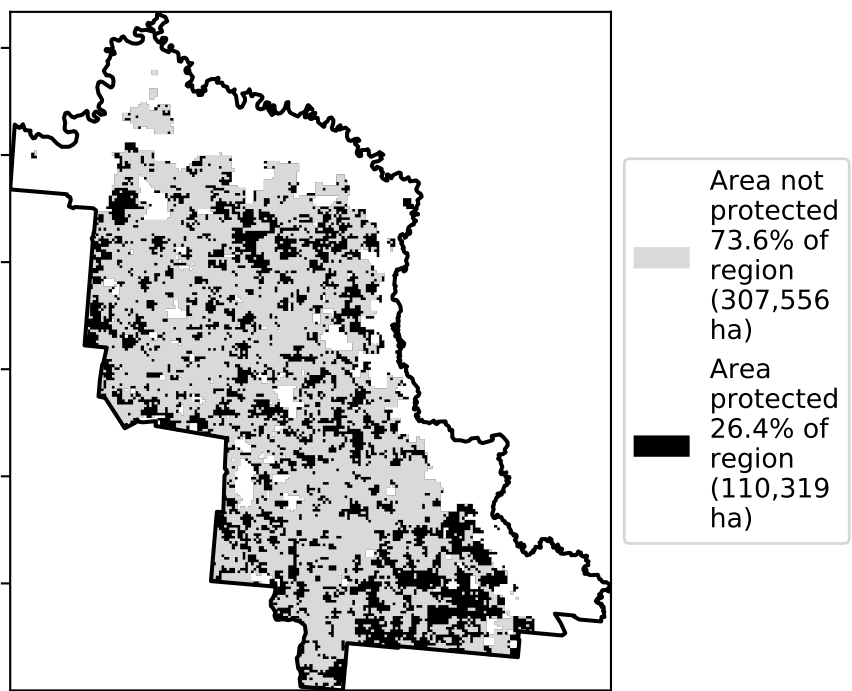 Area not
protected
73.6% of
region
(307,556
ha)
Area
protected
26.4% of
region
(110,319
ha)